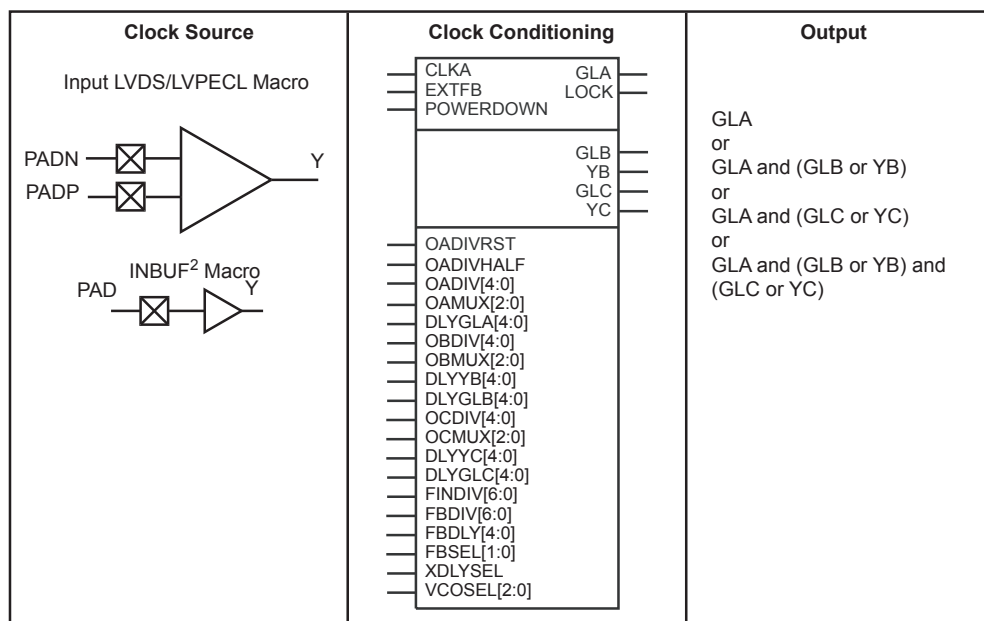 Clock Source
Input LVDS/LVPECL Macro
PADN
PADP
Y
INBUF² Macro
PAD
Y
Clock Conditioning
CLKA
EXTFB
POWERDOWN
GLA
LOCK
GLB
YB
GLC
YC
OADIVRST
OADIVHALF
OADIV[4:0]
OAMUX[2:0]
DLYGLA[4:0]
OBDIV[4:0]
OBMUX[2:0]
DLYYB[4:0]
DLYGLB[4:0]
OCDIV[4:0]
OCMUX[2:0]
DLYYC[4:0]
DLYGLC[4:0]
FINDIV[6:0]
FBDIV[6:0]
FBDLY[4:0]
FBSEL[1:0]
XDLYSEL
VCOSEL[2:0]
Output
GLA
or
GLA and (GLB or YB)
or
GLA and (GLC or YC)
or
GLA and (GLB or YB) and
(GLC or YC)